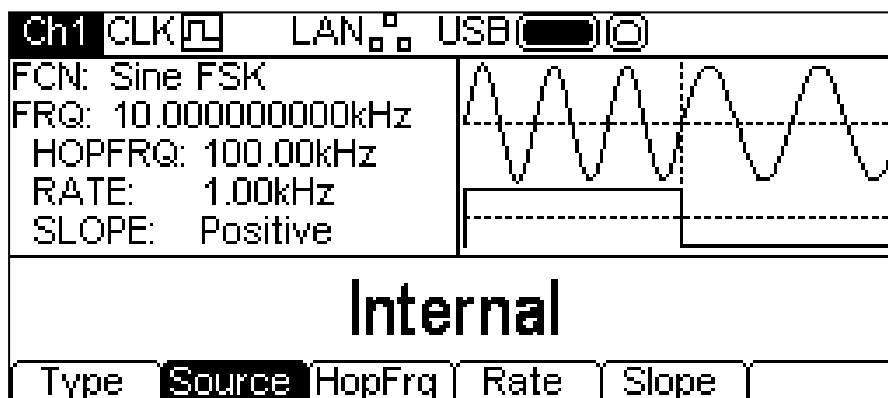 Ch1 CLK LAN USB
FCN: Sine FSK
FRQ: 10.000000000kHz
HOPFRQ: 100.00kHz
RATE: 1.00kHz
SLOPE: Positive
Internal
Type Source HopFrq Rate Slope